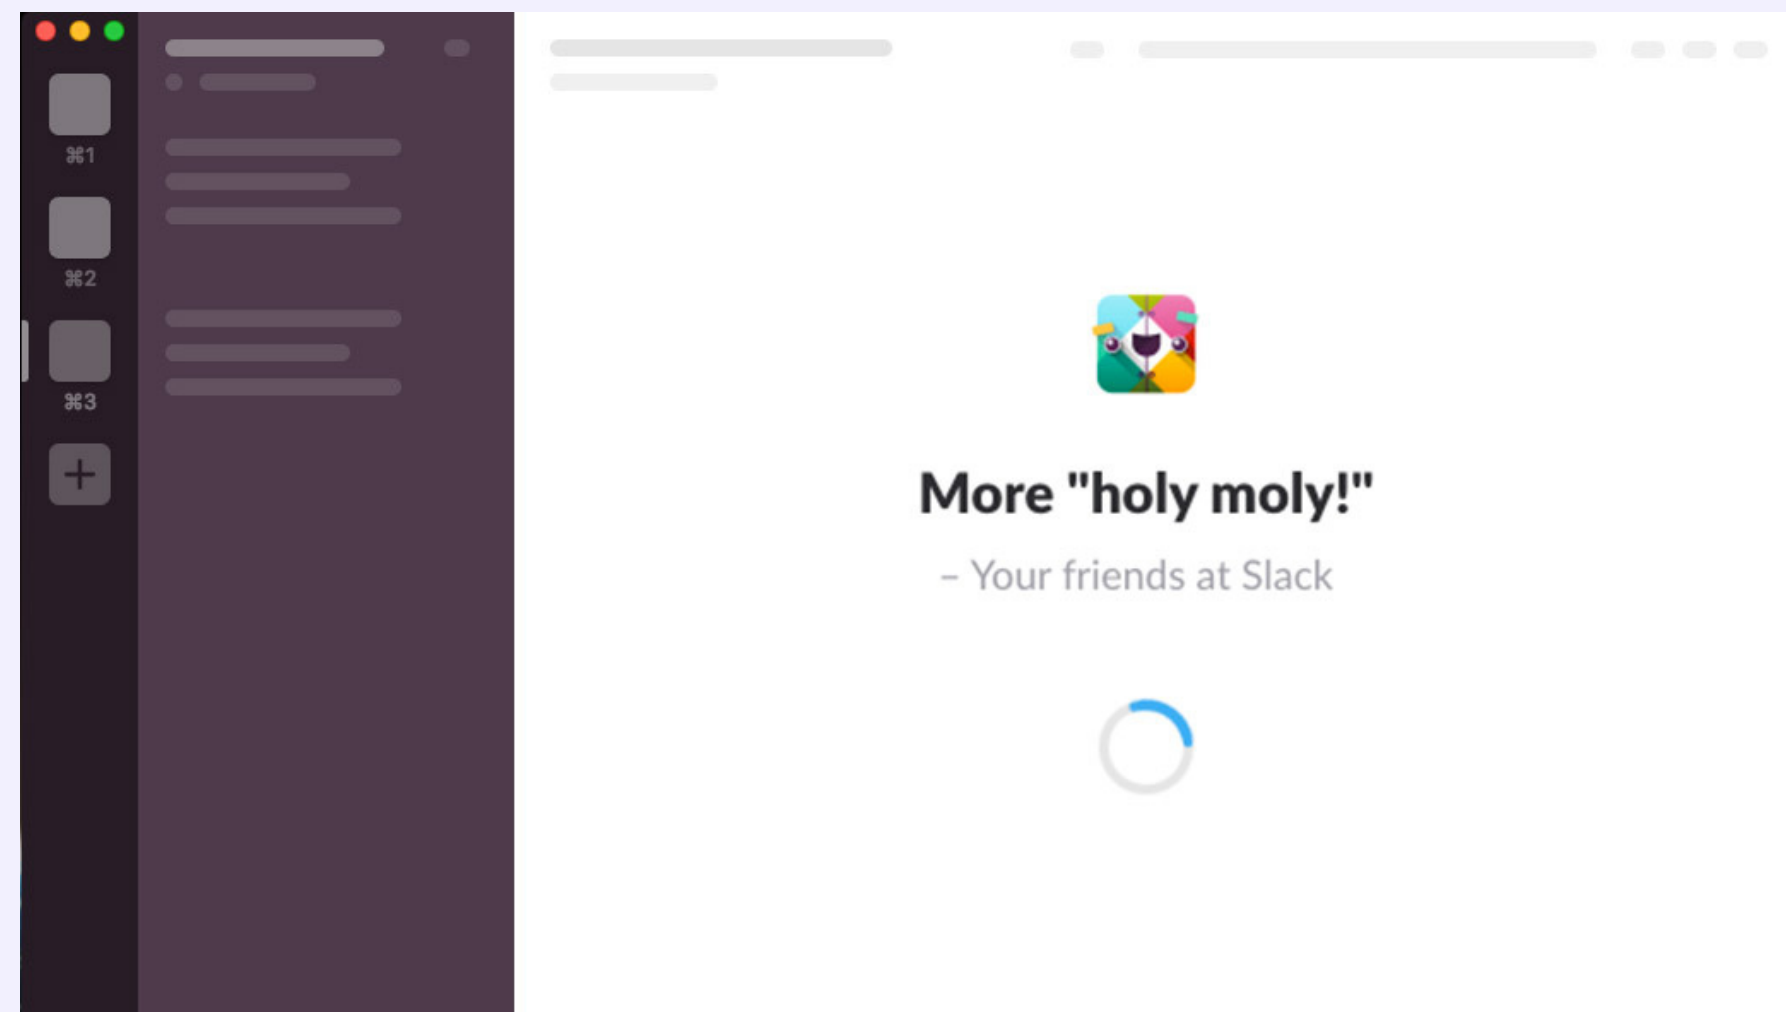 ⌘1
⌘2
⌘3
More "holy moly!"
– Your friends at Slack